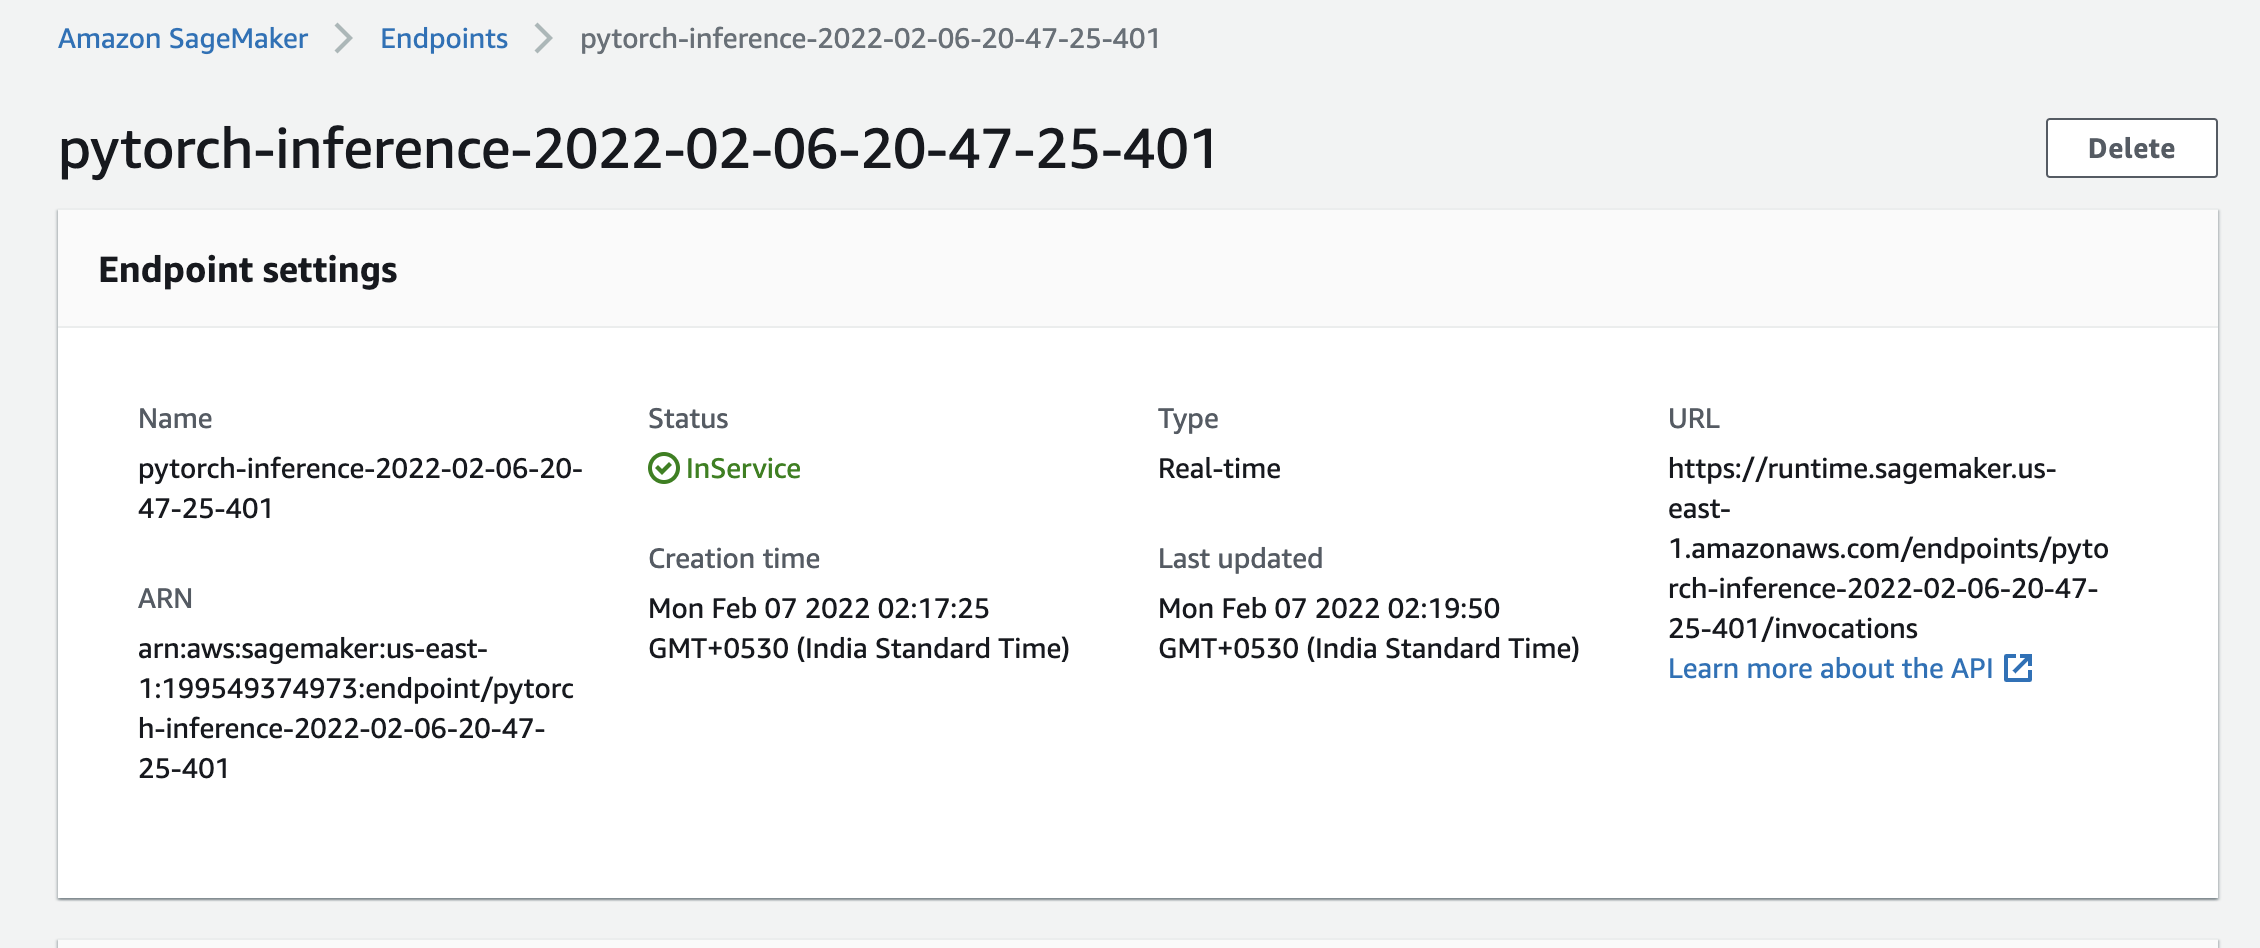 Amazon SageMaker > Endpoints > pytorch-inference-2022-02-06-20-47-25-401
pytorch-inference-2022-02-06-20-47-25-401
Delete
Endpoint settings
Name
pytorch-inference-2022-02-06-20-
47-25-401
ARN
arn:aws:sagemaker:us-east-
1:199549374973:endpoint/pytorc
h-inference-2022-02-06-20-47-
25-401
Status
InService
Creation time
Mon Feb 07 2022 02:17:25
GMT+0530 (India Standard Time)
Type
Real-time
Last updated
Mon Feb 07 2022 02:19:50
GMT+0530 (India Standard Time)
URL
https://runtime.sagemaker.us-
east-
1.amazonaws.com/endpoints/pyto
rch-inference-2022-02-06-20-47-
25-401/invocations
Learn more about the API